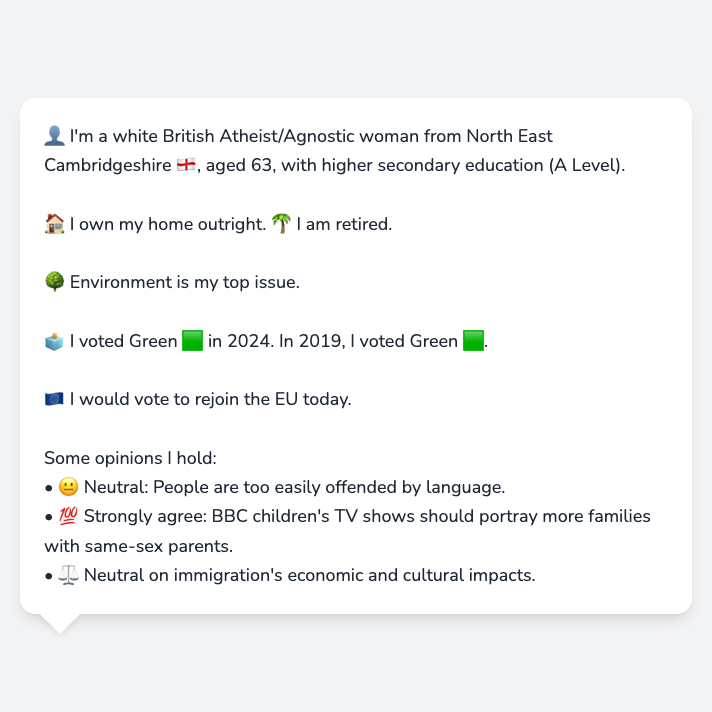 👤 I'm a white British Atheist/Agnostic woman from North East
Cambridgeshire 🏴󠁧󠁢󠁥󠁮󠁧󠁿, aged 63, with higher secondary education (A Level).
🏠 I own my home outright. 🌴 I am retired.
🌳 Environment is my top issue.
🗳️ I voted Green 🟩 in 2024. In 2019, I voted Green 🟩.
🇪🇺 I would vote to rejoin the EU today.
Some opinions I hold:
• 😐 Neutral: People are too easily offended by language.
• 💯 Strongly agree: BBC children's TV shows should portray more families
with same-sex parents.
• ⚖️ Neutral on immigration's economic and cultural impacts.